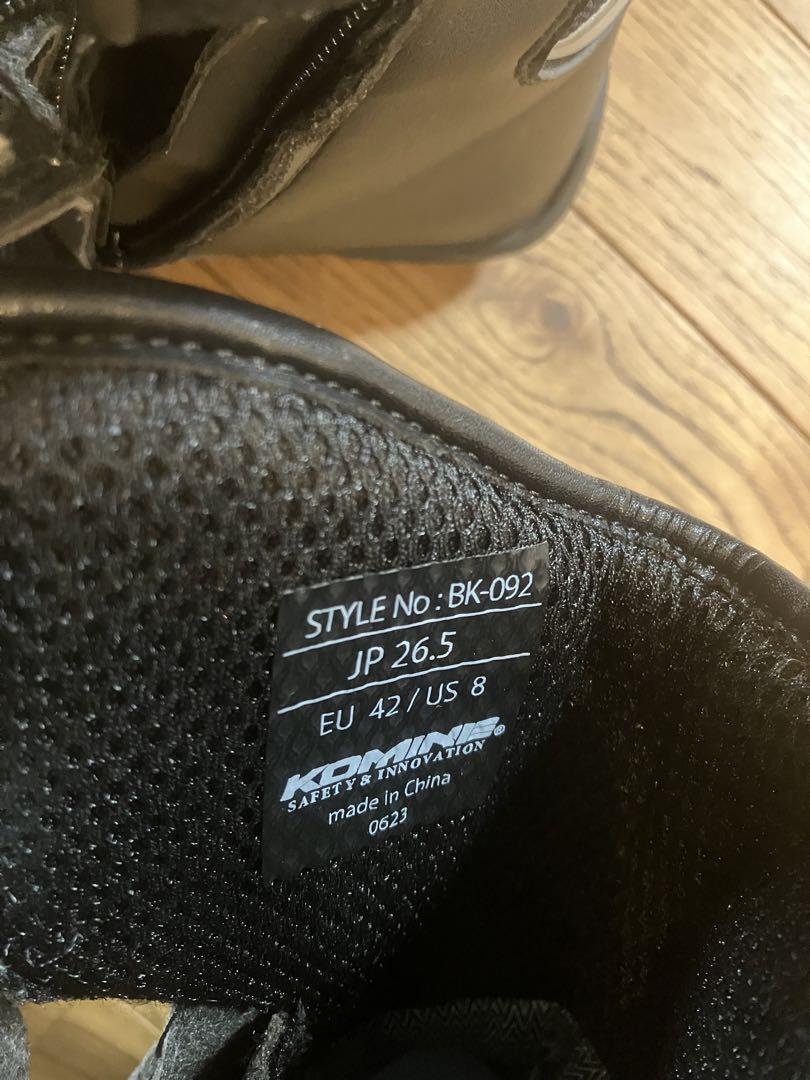 STYLE No : BK-092
JP 26.5
EU 42 / US 8
KOMINE®
SAFETY & INNOVATION
made in China
0623